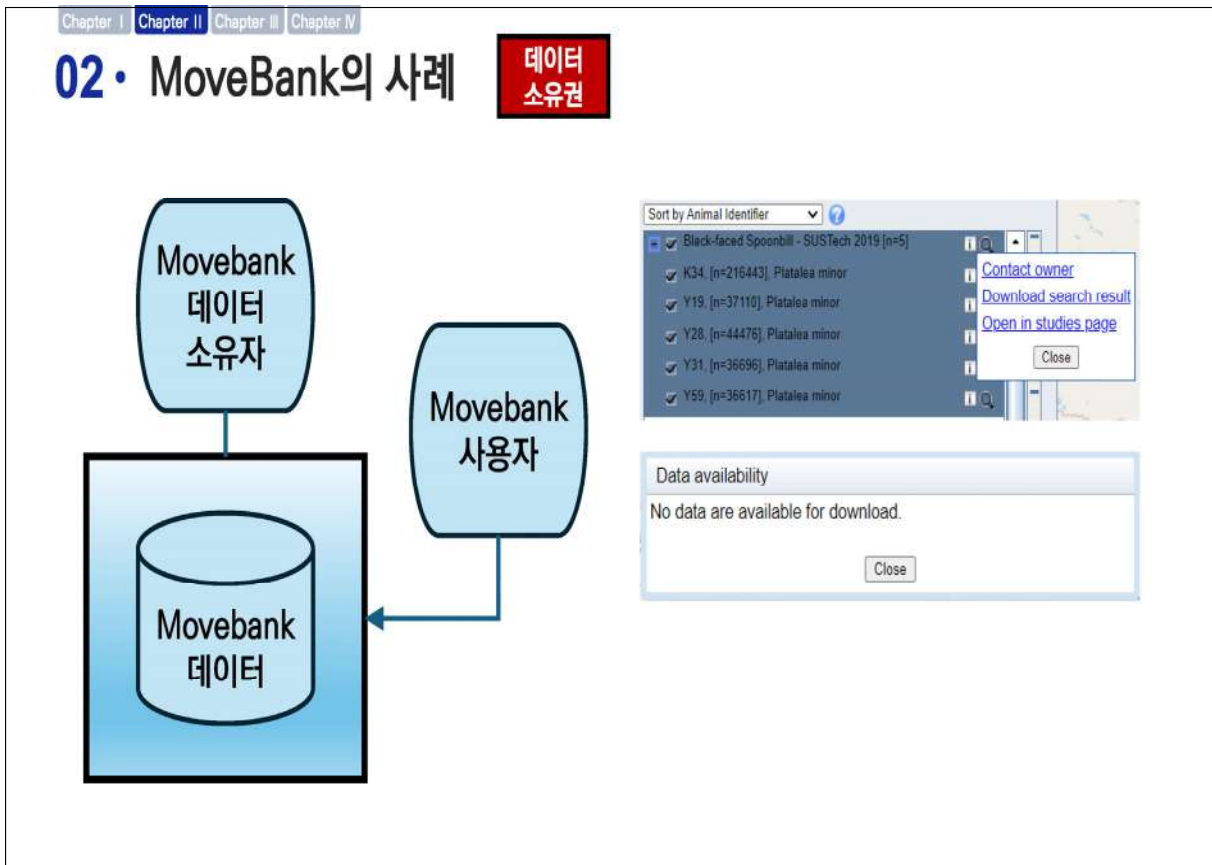 Chapter Ⅰ Chapter Ⅱ Chapter Ⅲ Chapter Ⅳ
02· MoveBank의 사례
데이터
소유권
Movebank
데이터
소유자
Movebank
사용자
Movebank
데이터
Sort by Animal Identifier
Black-faced Spoonbill - SUSTech 2019 [n=5]
K34, [n=216443], Platalea minor
Y19, [n=37110], Platalea minor
Y28, [n=44476], Platalea minor
Y31, [n=36696], Platalea minor
Y59, [n=36617], Platalea minor
Contact owner
Download search result
Open in studies page
Close
Data availability
No data are available for download.
Close